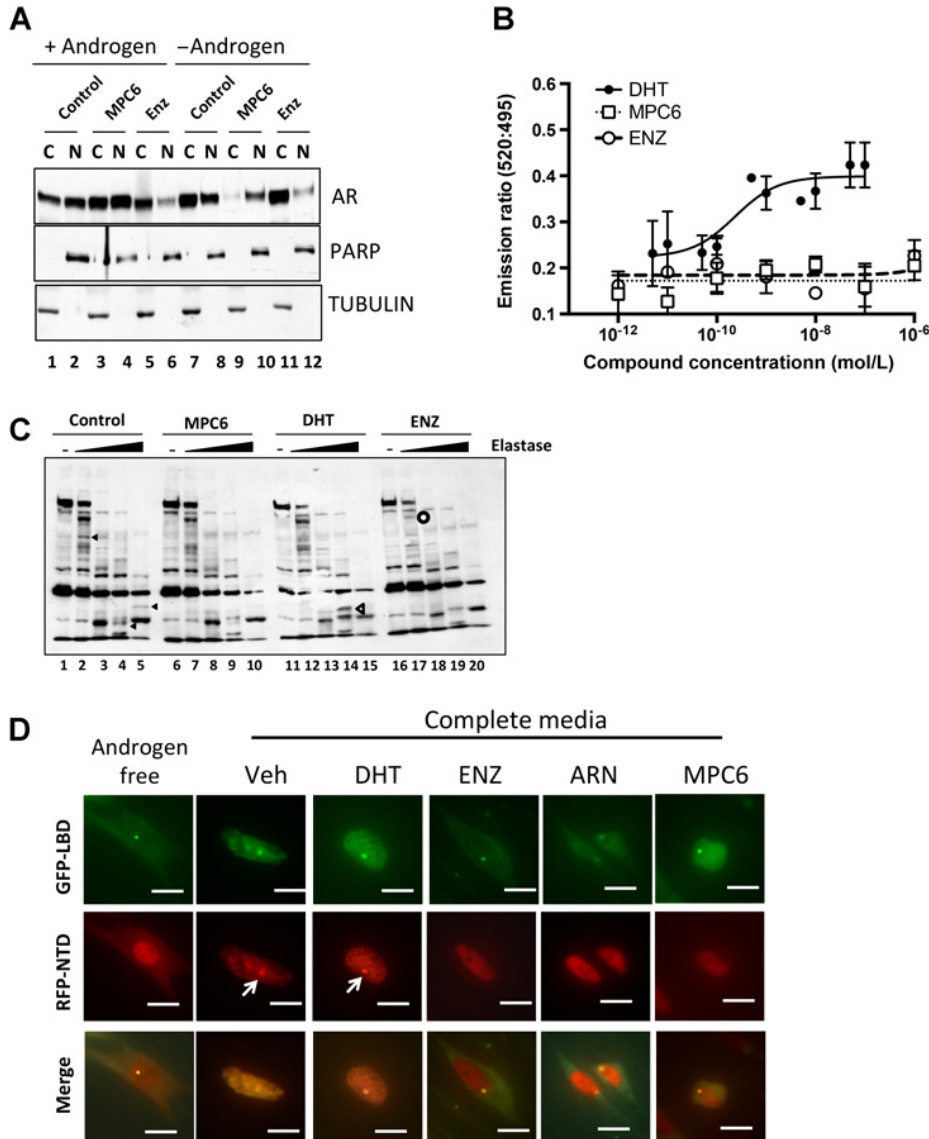 A
+ Androgen –Androgen
Control MPC6 Enz Control MPC6 Enz
C N C N C N C N C N C N
AR
PARP
TUBULIN
1 2 3 4 5 6 7 8 9 10 11 12
B
0.6
0.5
0.4
0.3
0.2
0.1
Emission ratio (520:495)
DHT
MPC6
ENZ
10-12 10-10 10-8 10-6
Compound concentrationn (mol/L)
C
Control MPC6 DHT ENZ
- - - - Elastase
1 2 3 4 5 6 7 8 9 10 11 12 13 14 15 16 17 18 19 20
D
Complete media
Androgen
free
Veh DHT ENZ ARN MPC6
GFP-LBD
RFP-NTD
Merge